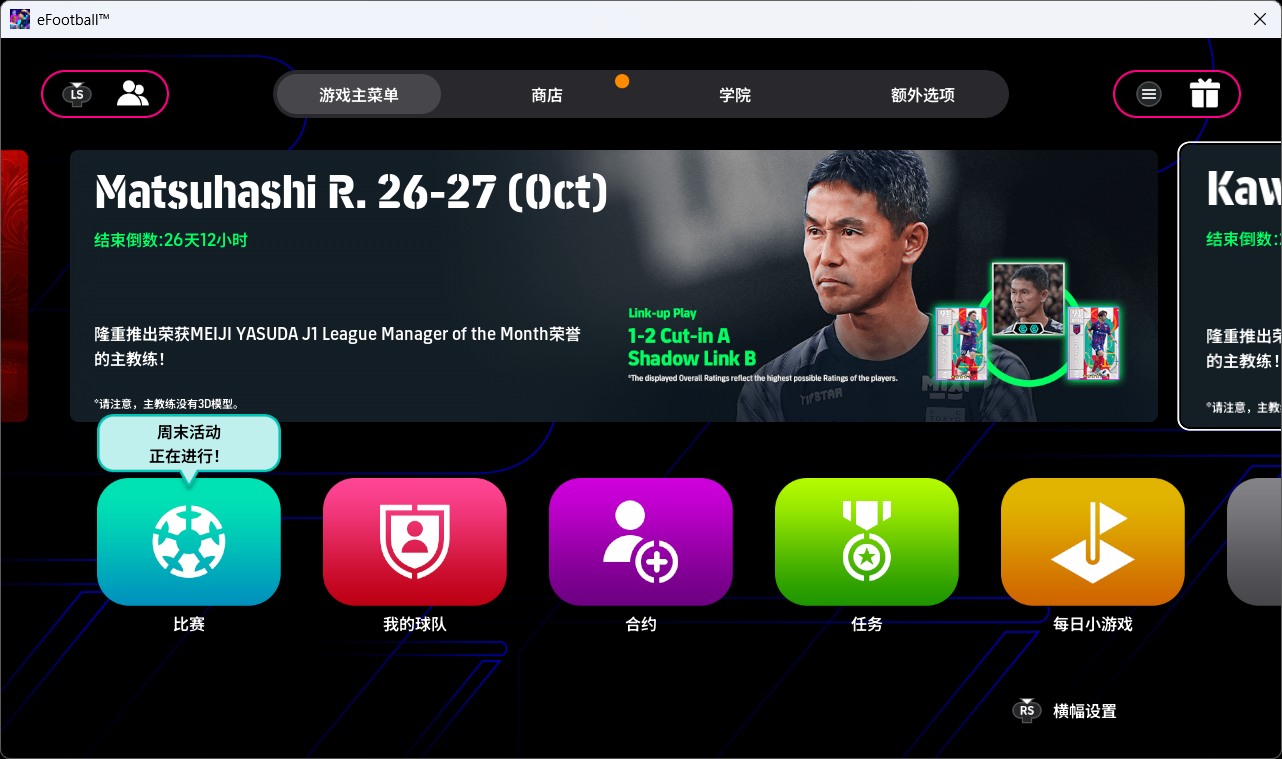 eFootball™
LS
游戏主菜单
商店
学院
额外选项
Matsuhashi R. 26-27 (Oct)
结束倒数:26天12小时
隆重推出荣获MEIJI YASUDA J1 League Manager of the Month荣誉
的主教练！
*请注意，主教练没有3D模型。
Link-up Play
1-2 Cut-in A
Shadow Link B
*The displayed Overall Ratings reflect the highest possible Ratings of the players.
TIPSTAR
MIXI
Kaw
结束倒数:
隆重推出荣
的主教练！
*请注意，主教
周末活动
正在进行！
比赛
我的球队
合约
任务
每日小游戏
RS
横幅设置